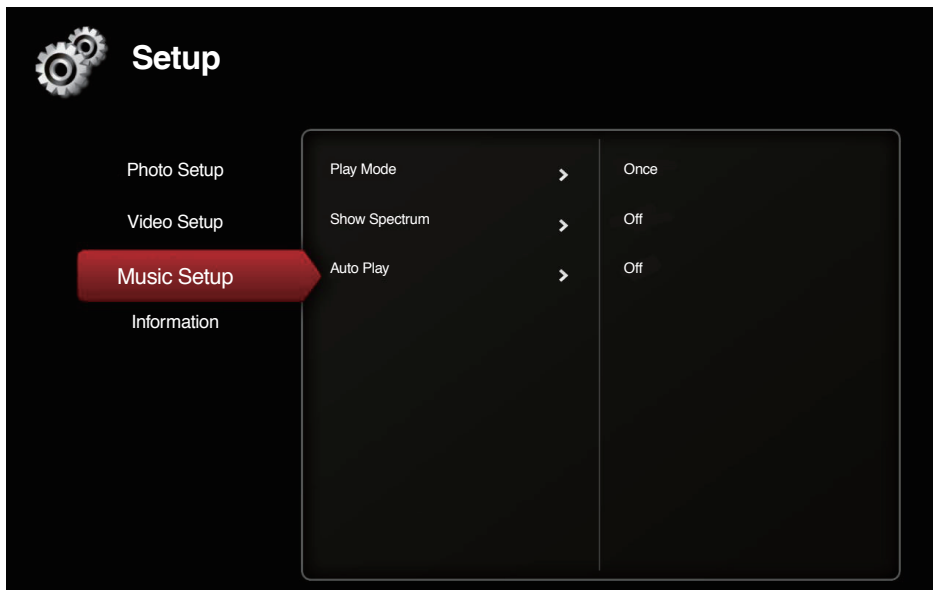 Setup
Photo Setup
Video Setup
Music Setup
Information
Play Mode
Once
Show Spectrum
Off
Auto Play
Off